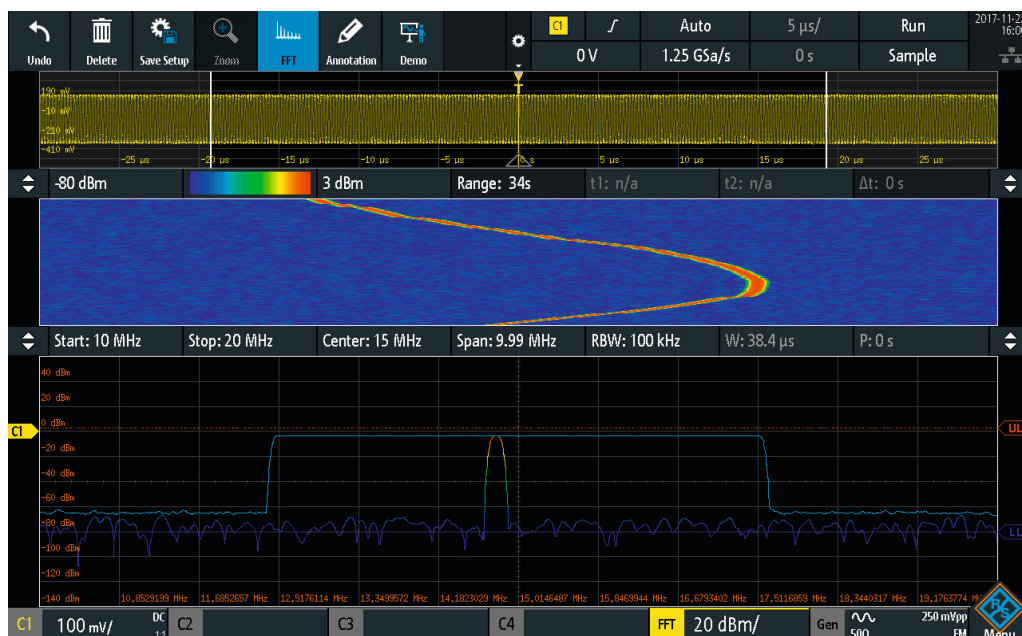 Undo
Delete
Save Setup
Zoom
FFT
Annotation
Demo
C1 Auto 5 µs/ Run
0 V 1.25 GSa/s 0 s Sample
190 mV
-10 mV
-210 mV
-410 mV
-25 µs -20 µs -15 µs -10 µs -5 µs 0 s 5 µs 10 µs 15 µs 20 µs 25 µs
-80 dBm 3 dBm Range: 34s t1: n/a t2: n/a Δt: 0 s
Start: 10 MHz Stop: 20 MHz Center: 15 MHz Span: 9.99 MHz RBW: 100 kHz W: 38.4 µs P: 0 s
40 dBm
20 dBm
0 dBm
C1 UL
-20 dBm
-40 dBm
-60 dBm
-80 dBm
LL
-100 dBm
-120 dBm
-140 dBm 10,8529199 MHz 11,6852657 MHz 12,5176114 MHz 13,3499572 MHz 14,1823029 MHz 15,0146487 MHz 15,8469944 MHz 16,6793402 MHz 17,5116859 MHz 18,3440317 MHz 19,1763774
R&S
C1 100 mV/ DC 1:1 C2 C3 C4 FFT 20 dBm/ Gen 250 mVpp
Menu